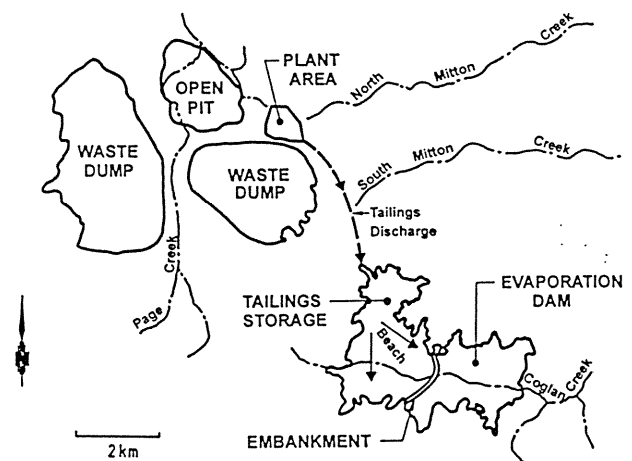 North Mitton Creek
PLANT
AREA
OPEN
PIT
WASTE
DUMP
WASTE
DUMP
South Mitton Creek
Tailings
Discharge
Page Creek
TAILINGS
STORAGE
EVAPORATION
DAM
Beach
Coglan Creek
N
EMBANKMENT
2 km